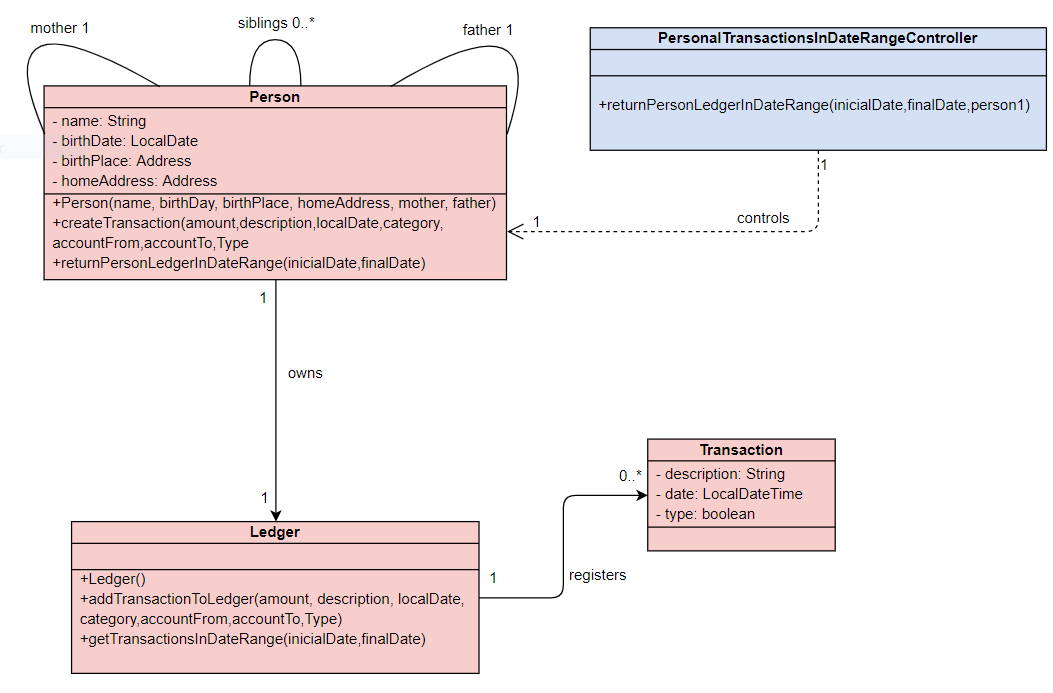 mother 1
siblings 0..*
father 1
Person
- name: String
- birthDate: LocalDate
- birthPlace: Address
- homeAddress: Address
+Person(name, birthDay, birthPlace, homeAddress, mother, father)
+createTransaction(amount,description,localDate,category,
accountFrom,accountTo,Type
+returnPersonLedgerInDateRange(inicialDate,finalDate)
PersonalTransactionsInDateRangeController
+returnPersonLedgerInDateRange(inicialDate,finalDate,person1)
1
controls
1
1
owns
1
Ledger
+Ledger()
+addTransactionToLedger(amount, description, localDate,
category,accountFrom,accountTo,Type)
+getTransactionsInDateRange(inicialDate,finalDate)
1
registers
0..*
Transaction
- description: String
- date: LocalDateTime
- type: boolean